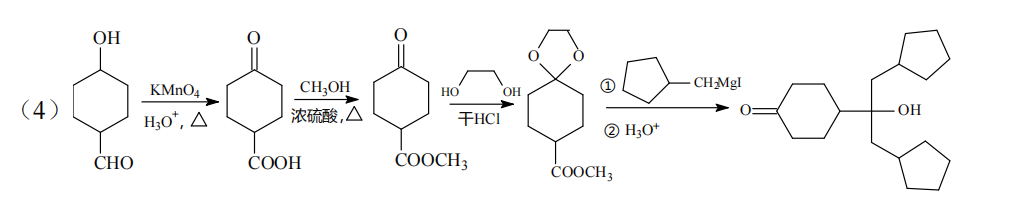 (4)
OH
CHO
KMnO₄
H₃O⁺, △
O
COOH
CH₃OH
浓硫酸,△
O
COOCH₃
HO OH
干HCl
O O
COOCH₃
① CH₂MgI
② H₃O⁺
O
OH